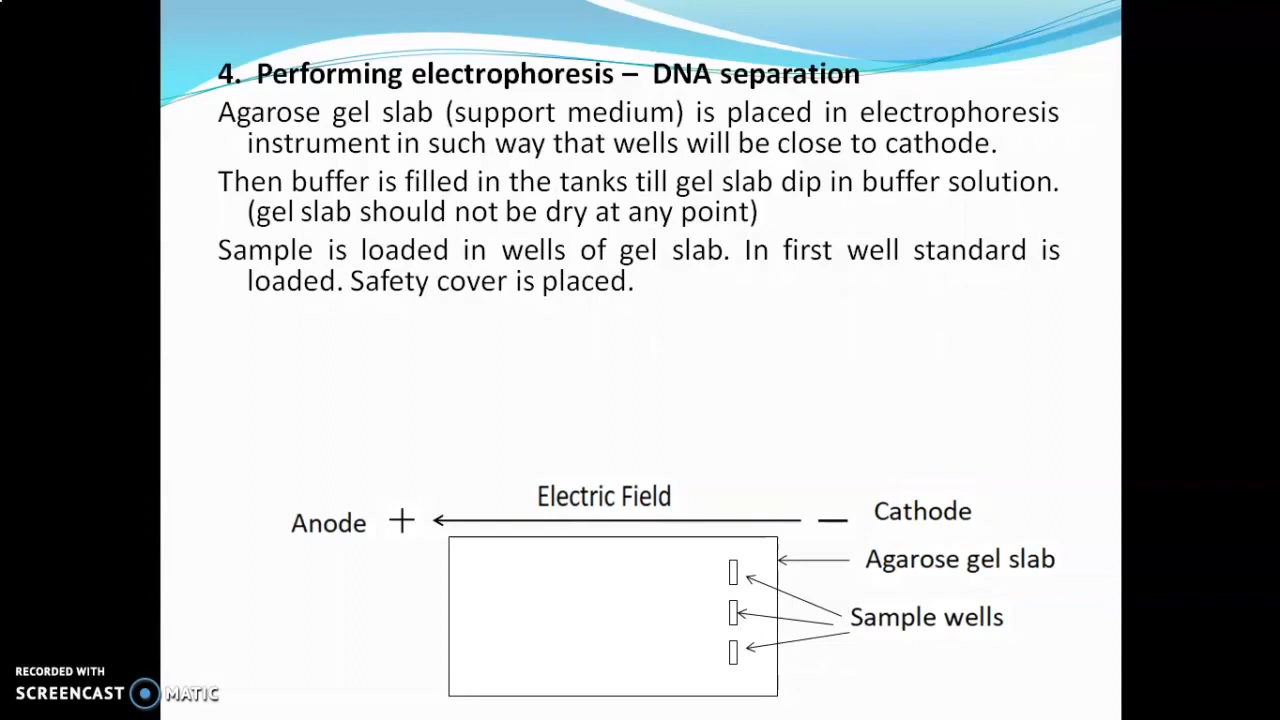 4. Performing electrophoresis – DNA separation
Agarose gel slab (support medium) is placed in electrophoresis
instrument in such way that wells will be close to cathode.
Then buffer is filled in the tanks till gel slab dip in buffer solution.
(gel slab should not be dry at any point)
Sample is loaded in wells of gel slab. In first well standard is
loaded. Safety cover is placed.
Electric Field
Anode + — Cathode
Agarose gel slab
Sample wells
RECORDED WITH
SCREENCAST MATIC